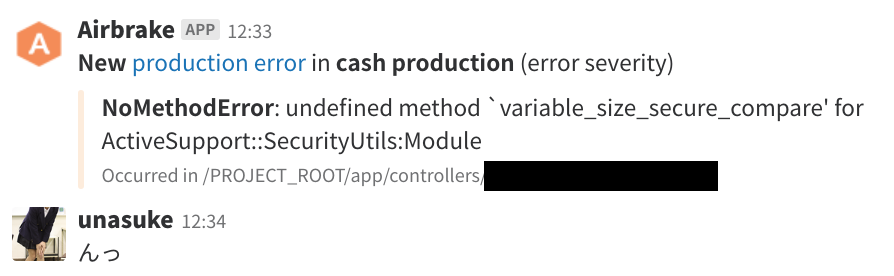 Airbrake APP 12:33
New production error in cash production (error severity)
NoMethodError: undefined method `variable_size_secure_compare' for
ActiveSupport::SecurityUtils:Module
Occurred in /PROJECT_ROOT/app/controllers/
unasuke 12:34
んっ